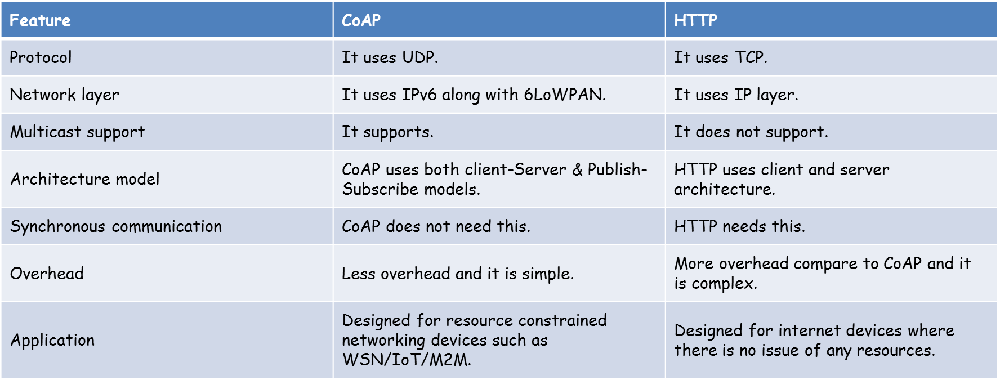 Feature CoAP HTTP
Protocol It uses UDP. It uses TCP.
Network layer It uses IPv6 along with 6LoWPAN. It uses IP layer.
Multicast support It supports. It does not support.
Architecture model
CoAP uses both client-Server & Publish-
Subscribe models.
HTTP uses client and server
architecture.
Synchronous communication CoAP does not need this. HTTP needs this.
Overhead Less overhead and it is simple.
More overhead compare to CoAP and it
is complex.
Application
Designed for resource constrained
networking devices such as
WSN/IoT/M2M.
Designed for internet devices where
there is no issue of any resources.